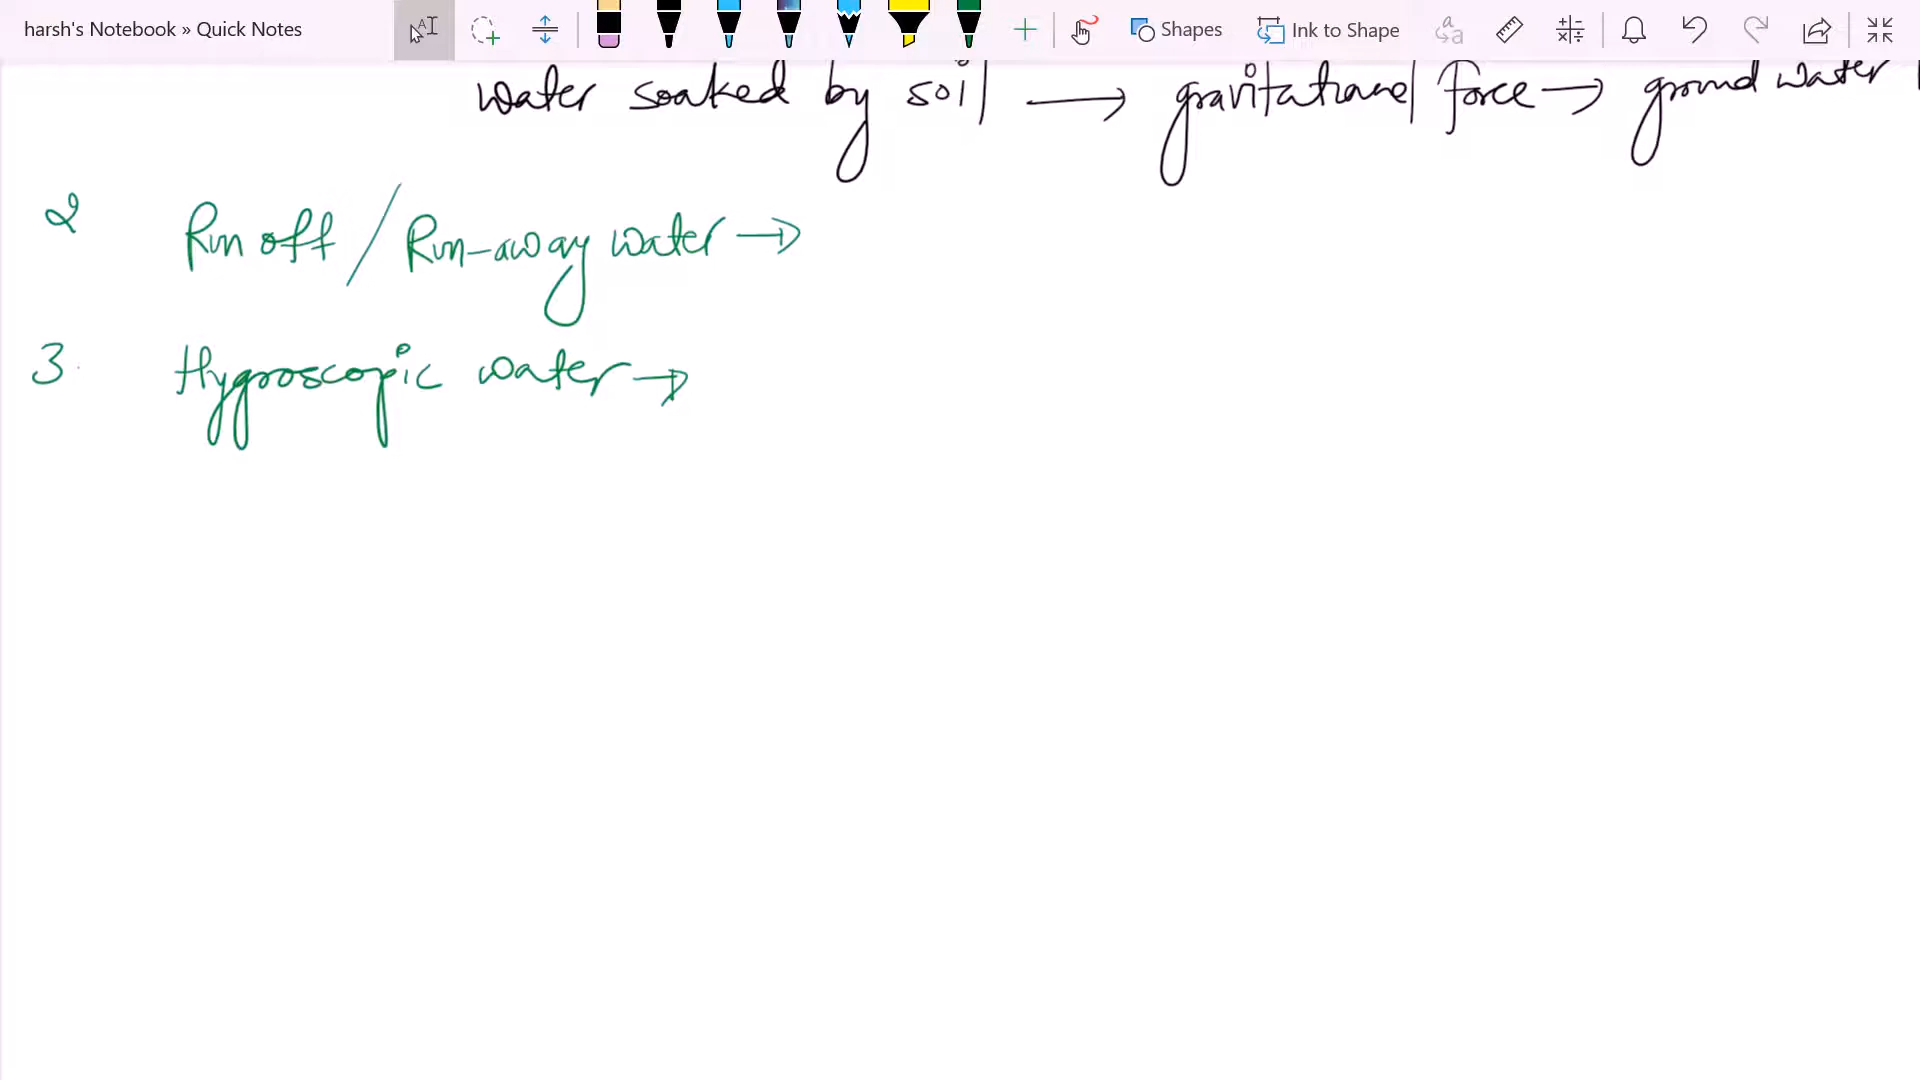 harsh's Notebook » Quick Notes
Shapes
Ink to Shape
water soaked by soil → gravitational force → ground water
2 Run off / Run-away water →
3. Hygroscopic water →